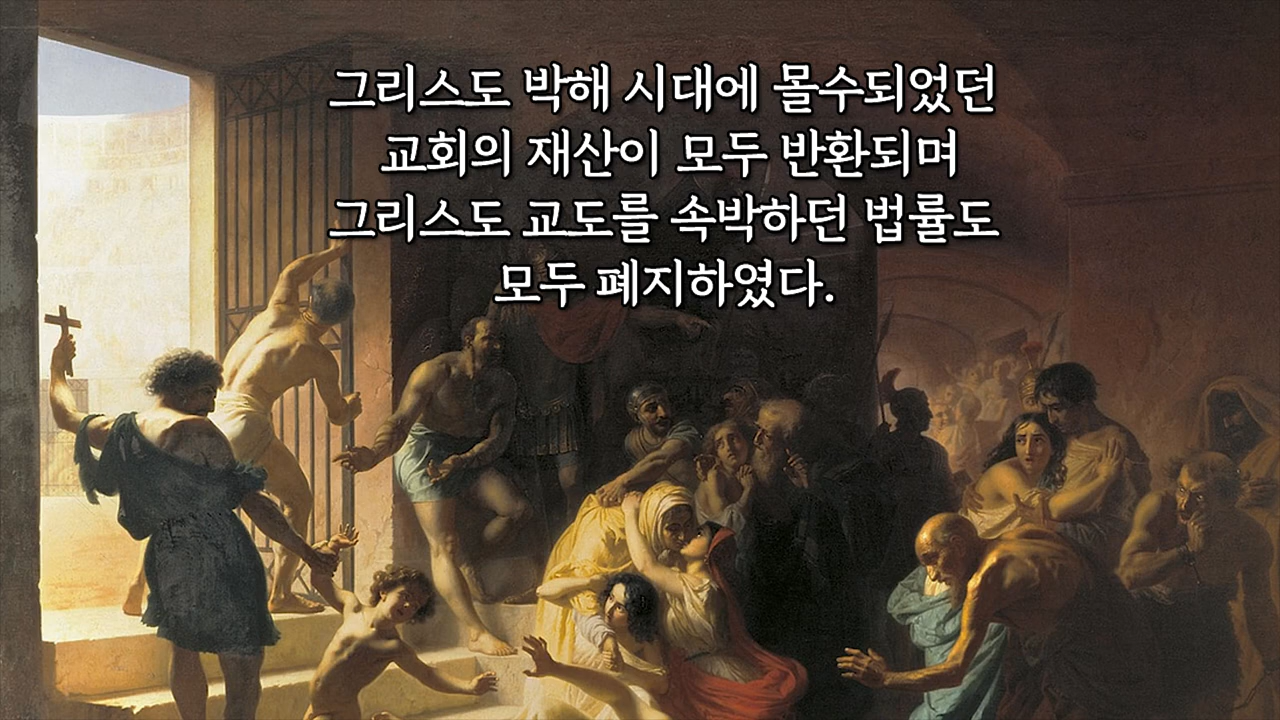 그리스도 박해 시대에 몰수되었던
교회의 재산이 모두 반환되며
그리스도 교도를 속박하던 법률도
모두 폐지하였다.